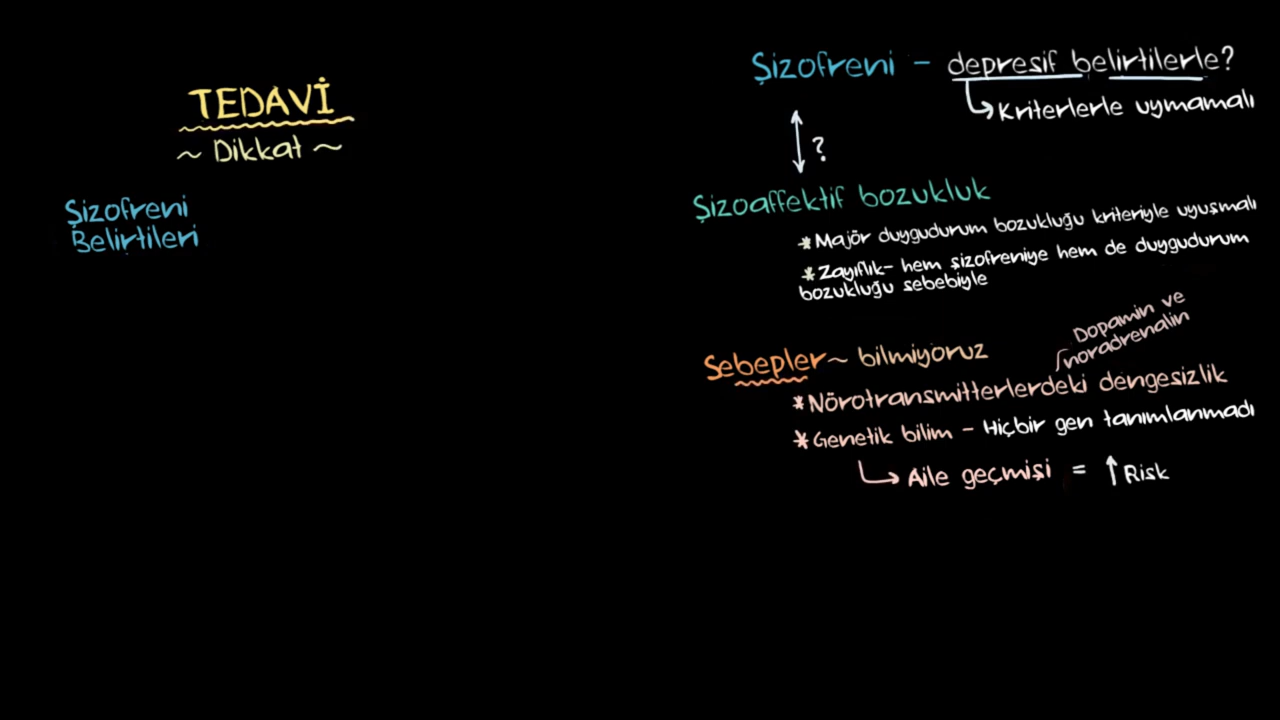 TEDAVİ
~ Dikkat ~
Şizofreni
Belirtileri
Şizofreni - depresif belirtilerle?
Kriterlerle uymamalı
?
Şizoaffektif bozukluk
*Majör duygudurum bozukluğu kriteriyle uyuşmalı
*Zayıflık- hem şizofreniye hem de duygudurum
bozukluğu sebebiyle
Sebepler~ bilmiyoruz
Dopamin ve
noradrenalin
*Nörotransmitterlerdeki dengesizlik
*Genetik bilim - Hiçbir gen tanımlanmadı
Aile geçmişi = ↑ Risk